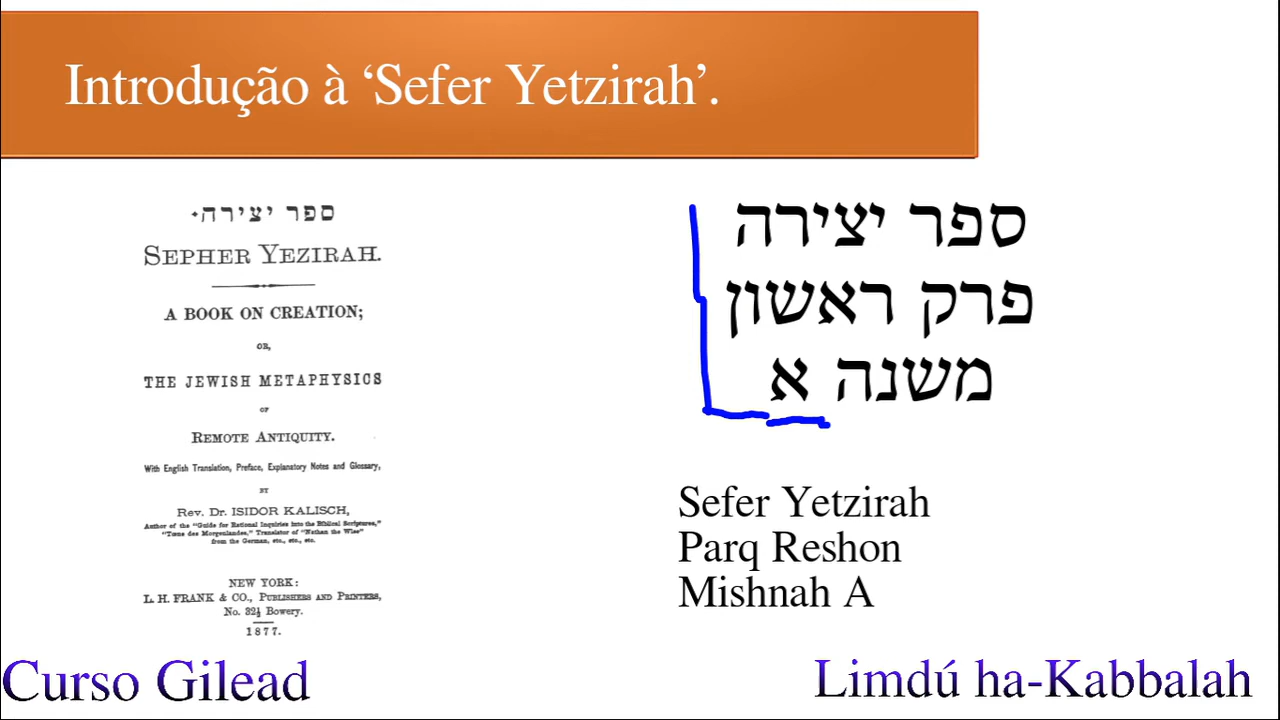 Introdução à ‘Sefer Yetzirah’.
ספר יצירה.
SEPHER YEZIRAH.
A BOOK ON CREATION;
OR,
THE JEWISH METAPHYSICS
OF
REMOTE ANTIQUITY.
With English Translation, Preface, Explanatory Notes and Glossary,
BY
Rev. Dr. ISIDOR KALISCH,
Author of the "Guide for Rational Inquiries into the Biblical Scriptures,"
"Tœne des Morgenlandes," Translator of "Nathan the Wise"
from the German, etc., etc., etc.
NEW YORK:
L. H. FRANK & CO., PUBLISHERS AND PRINTERS,
No. 32½ Bowery.
1877.
ספר יצירה
פרק ראשון
משנה א
Sefer Yetzirah
Parq Reshon
Mishnah A
Curso Gilead
Limdú ha-Kabbalah